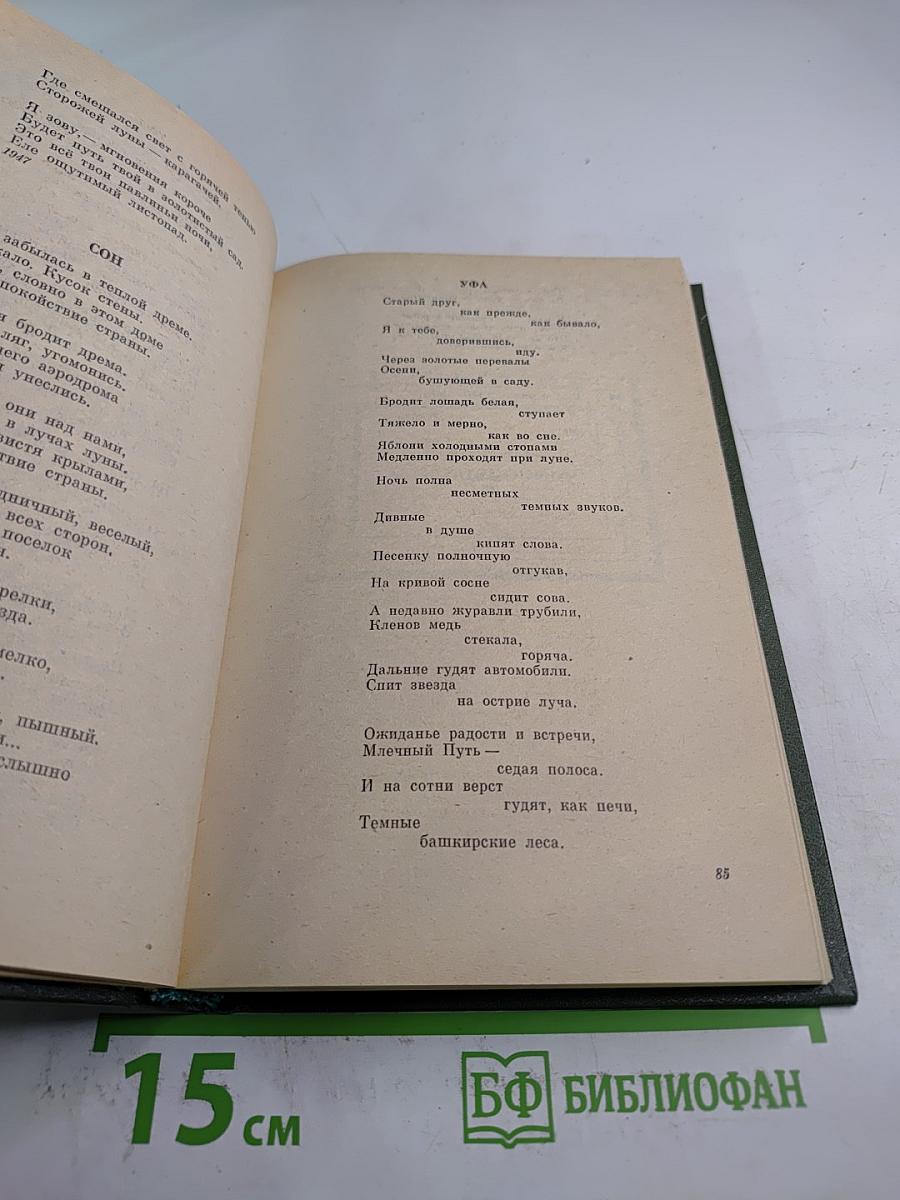 Где смешался свет с горячей тенью
Сторожей луны — карагачей.
Я зову,— мгновения короче
Будет путь твой в золотистый сад.
Это всё твои павлиньи ночи,
Еле ощутимый листопад.
1947
СОН
забылась в теплой дреме.
Кусок стены.
словно в этом доме
спокойствие страны.
бродит дрема.
ляг, угомонись.
аэродрома
унеслись.
они над нами,
в лучах луны.
крылами,
страны.
веселый,
всех сторон.
поселок
пышный.
слышно
УФА
Старый друг,
как прежде,
как бывало,
Я к тебе,
доверившись,
иду.
Через золотые перевалы
Осени,
бушующей в саду.
Бродит лошадь белая,
ступает
Тяжело и мерно,
как во сне.
Яблони холодными стопами
Медленно проходят при луне.
Ночь полна
несметных
темных звуков.
Дивные
в душе
кипят слова.
Песенку полночную
отгукав,
На кривой сосне
сидит сова.
А недавно журавли трубили,
Кленов медь
стекала,
горяча.
Дальние гудят автомобили.
Спит звезда
на острие луча.
Ожиданье радости и встречи,
Млечный Путь —
седая полоса.
И на сотни верст
гудят, как печи,
Темные
башкирские леса.
85
15 см
БФ БИБЛИОФАН